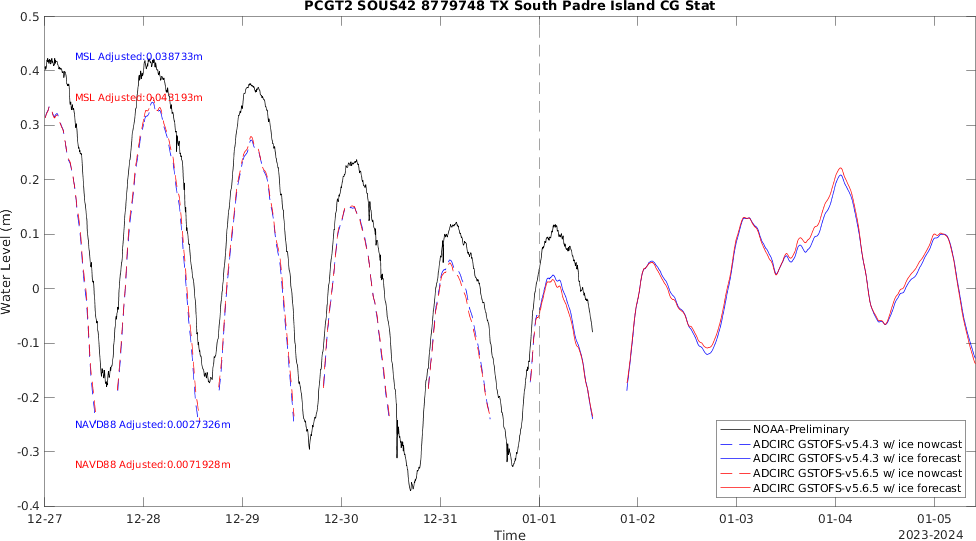 PCGT2 SOUS42 8779748 TX South Padre Island CG Stat
0.5
0.4
0.3
0.2
0.1
0
-0.1
-0.2
-0.3
-0.4
Water Level (m)
MSL Adjusted:0.038733m
MSL Adjusted:0.043193m
NAVD88 Adjusted:0.0027326m
NAVD88 Adjusted:0.0071928m
NOAA-Preliminary
ADCIRC GSTOFS-v5.4.3 w/ ice nowcast
ADCIRC GSTOFS-v5.4.3 w/ ice forecast
ADCIRC GSTOFS-v5.6.5 w/ ice nowcast
ADCIRC GSTOFS-v5.6.5 w/ ice forecast
12-27 12-28 12-29 12-30 12-31 01-01 01-02 01-03 01-04 01-05
Time
2023-2024